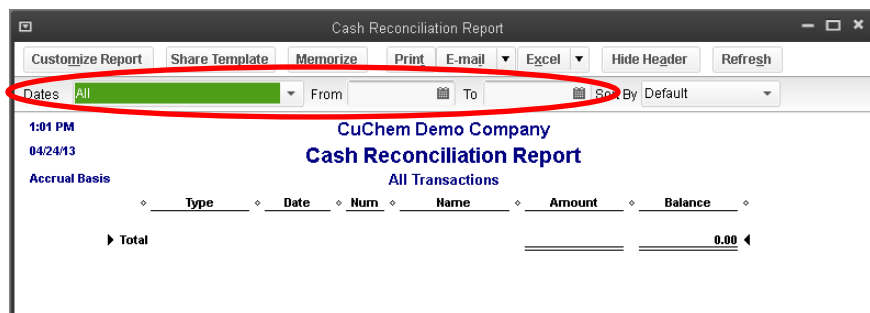 Cash Reconciliation Report
Customize Report Share Template Memorize Print E-mail Excel Hide Header Refresh
Dates All From To Sort By Default
1:01 PM CuChem Demo Company
04/24/13 Cash Reconciliation Report
Accrual Basis All Transactions
Type Date Num Name Amount Balance
Total 0.00